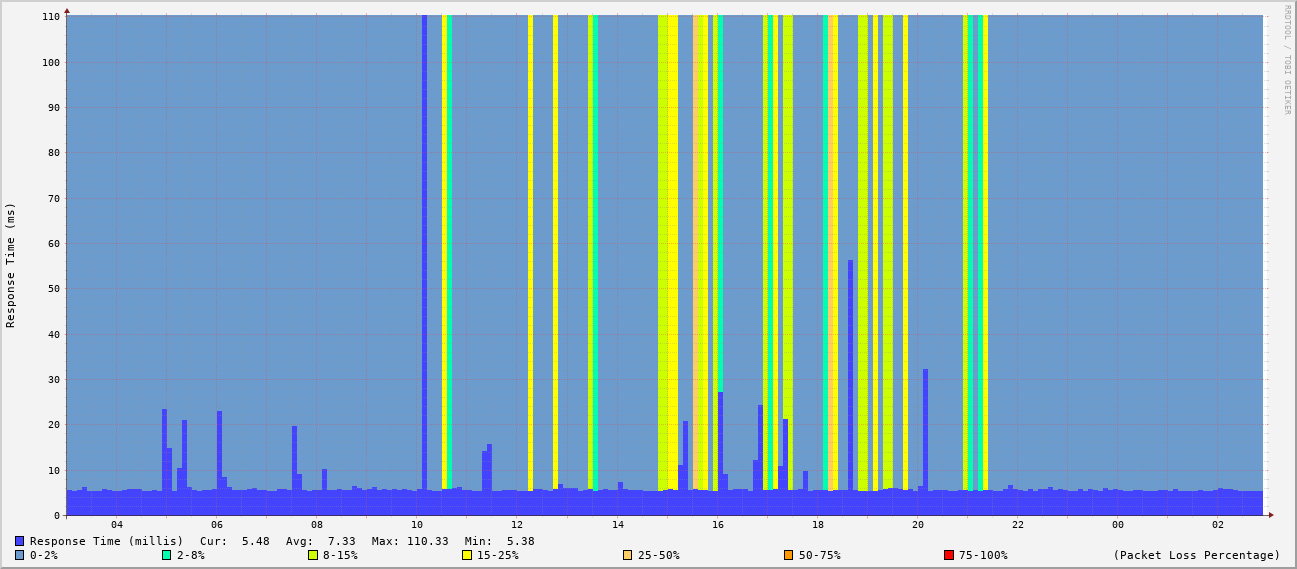 RRDTOOL / TOBI OETIKER
Response Time (ms)
110
100
90
80
70
60
50
40
30
20
10
0
04 06 08 10 12 14 16 18 20 22 00 02
Response Time (millis) Cur: 5.48 Avg: 7.33 Max: 110.33 Min: 5.38
0-2% 2-8% 8-15% 15-25% 25-50% 50-75% 75-100% (Packet Loss Percentage)